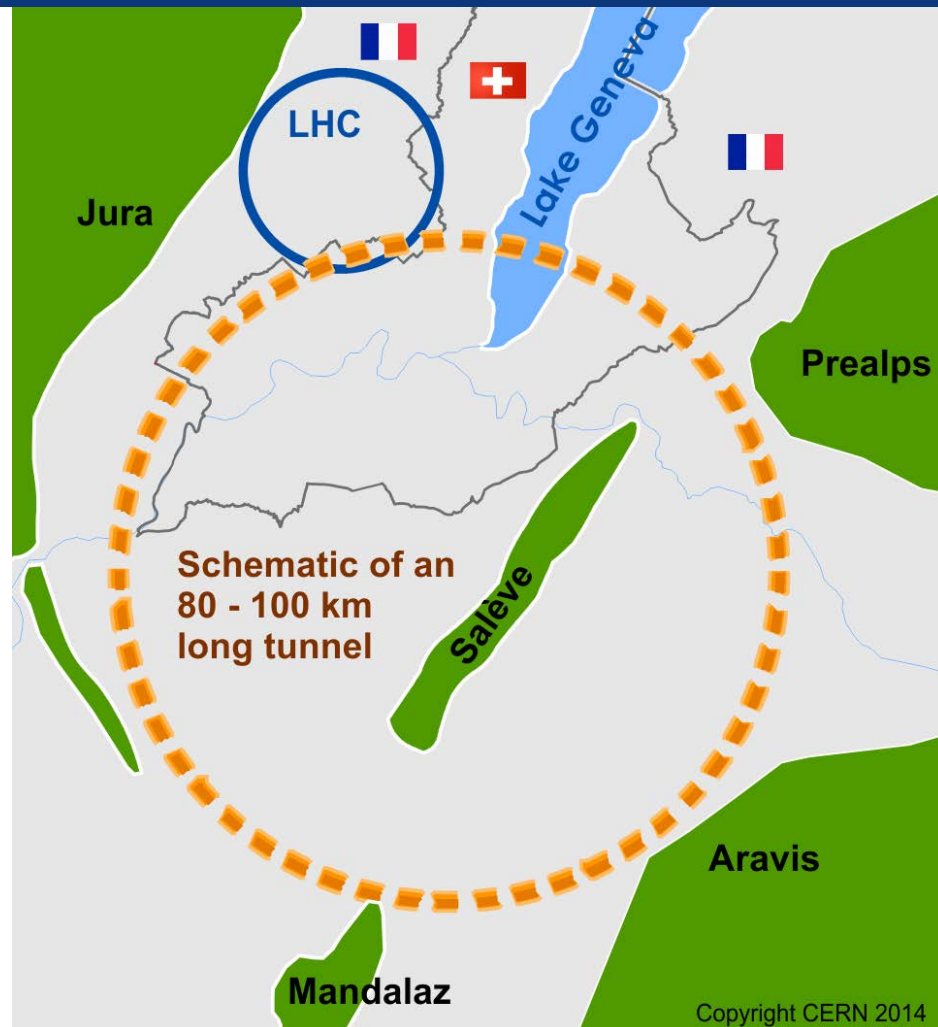 LHC
Lake Geneva
Jura
Prealps
Schematic of an
80 - 100 km
long tunnel
Salève
Aravis
Mandalaz
Copyright CERN 2014